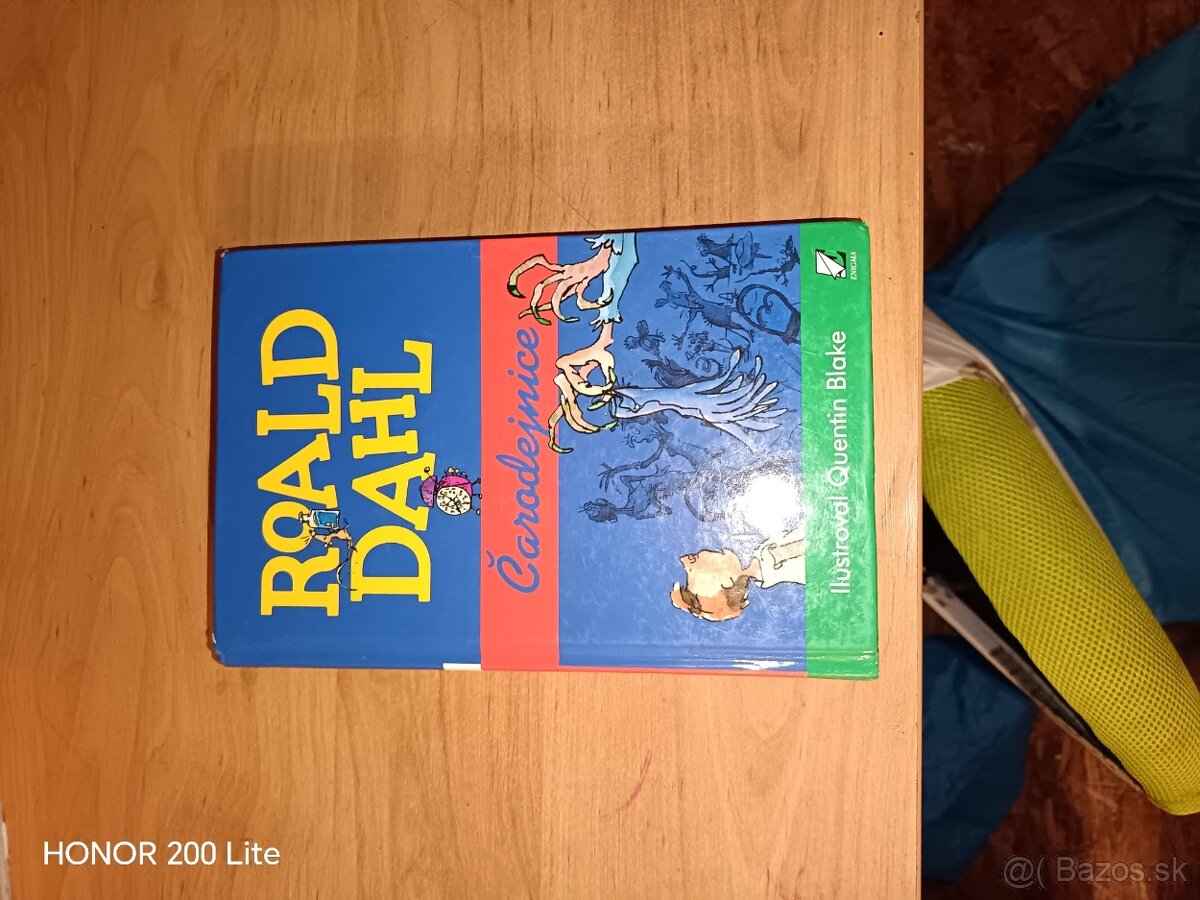 ROALD
DAHL
Čarodejnice
Ilustroval Quentin Blake
ENIGMA
HONOR 200 Lite
@( Bazos.sk